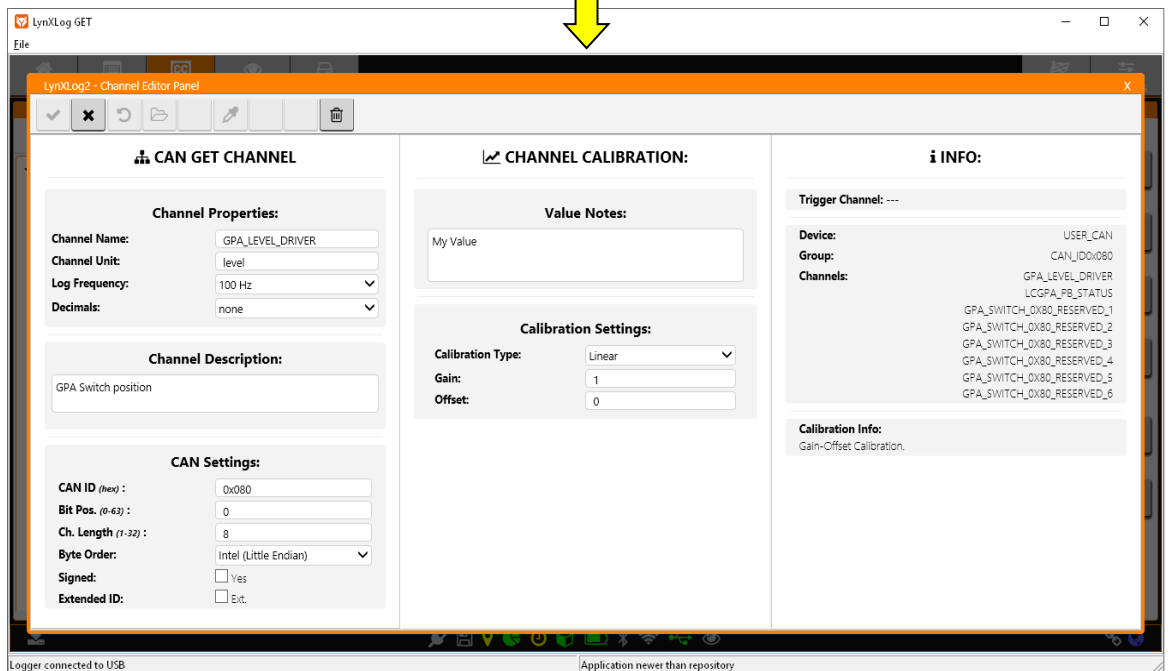 LynXLog GET
File
CC
LynXLog2 - Channel Editor Panel
X
CAN GET CHANNEL
Channel Properties:
Channel Name: GPA_LEVEL_DRIVER
Channel Unit: level
Log Frequency: 100 Hz
Decimals: none
Channel Description:
GPA Switch position
CAN Settings:
CAN ID (hex) : 0x080
Bit Pos. (0-63) : 0
Ch. Length (1-32) : 8
Byte Order: Intel (Little Endian)
Signed: Yes
Extended ID: Ext.
CHANNEL CALIBRATION:
Value Notes:
My Value
Calibration Settings:
Calibration Type: Linear
Gain: 1
Offset: 0
INFO:
Trigger Channel: ---
Device: USER_CAN
Group: CAN_ID0x080
Channels: GPA_LEVEL_DRIVER
LCGPA_PB_STATUS
GPA_SWITCH_0X80_RESERVED_1
GPA_SWITCH_0X80_RESERVED_2
GPA_SWITCH_0X80_RESERVED_3
GPA_SWITCH_0X80_RESERVED_4
GPA_SWITCH_0X80_RESERVED_5
GPA_SWITCH_0X80_RESERVED_6
Calibration Info:
Gain-Offset Calibration.
Logger connected to USB
Application newer than repository